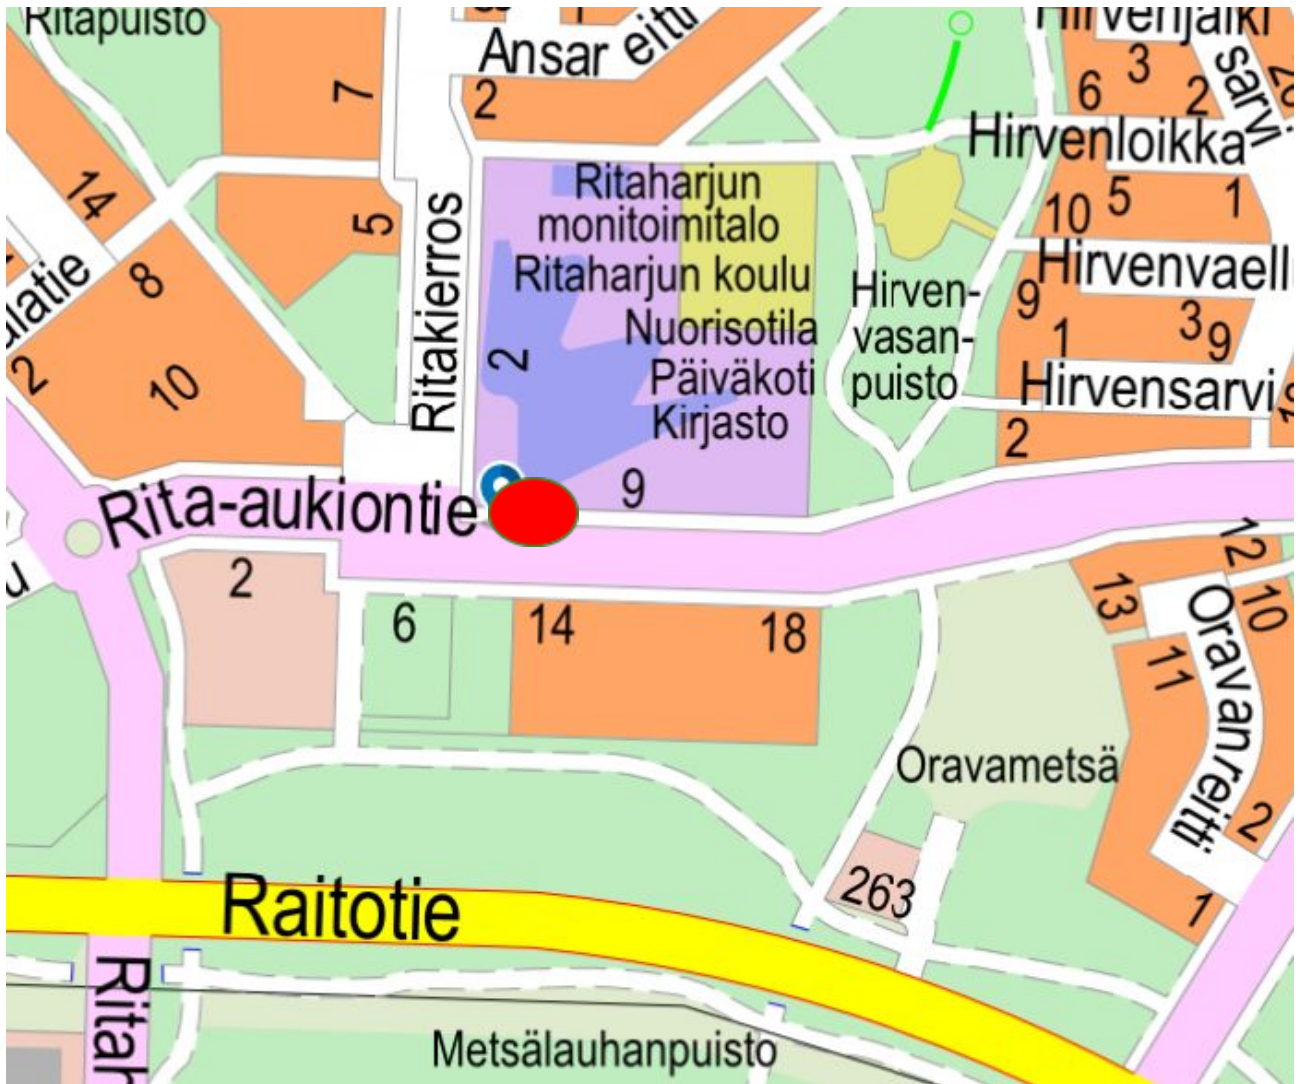 Ritapuisto
7
Ansar eitti
2
Hirvenjälki
3
6
2
sarvi
Hirvenloikka
10
5
1
14
5
Ritakierros
Ritaharjun
monitoimitalo
Ritaharjun koulu
Nuorisotila
Päiväkoti
Kirjasto
2
9
Hirven-
vasan-
puisto
Hirvenvaell
9
1
3
9
Hirvensarvi
2
8
10
2
Rita-aukiontie
2
6
14
18
12
13
10
11
Oravanreitti
2
1
Oravametsä
263
Raitotie
Ritah
Metsälauhanpuisto